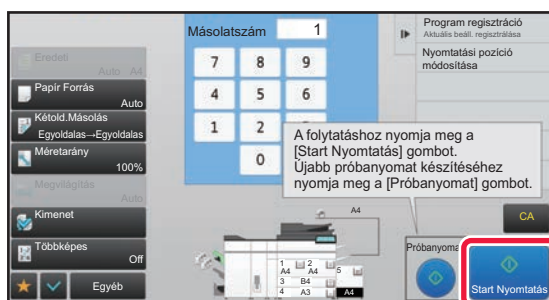 Másolatszám 1
Program regisztráció
Aktuális beáll. regisztrálása
Nyomtatási pozíció
módosítása
Eredeti
Auto A4
Papír Forrás
Auto
Kétold.Másolás
Egyoldalas→Egyoldalas
Méretarány
100%
Megvilágítás
Auto
Kimenet
Többképes
Off
Egyéb
7 8 9
4 5 6
1 2
0
A folytatáshoz nyomja meg a
[Start Nyomtatás] gombot.
Újabb próbanyomat készítéséhez
nyomja meg a [Próbanyomat] gombot.
A4
1 2 5
A4 A4
3 B4
4 A3 A4
CA
Próbanyoma
Start Nyomtatás